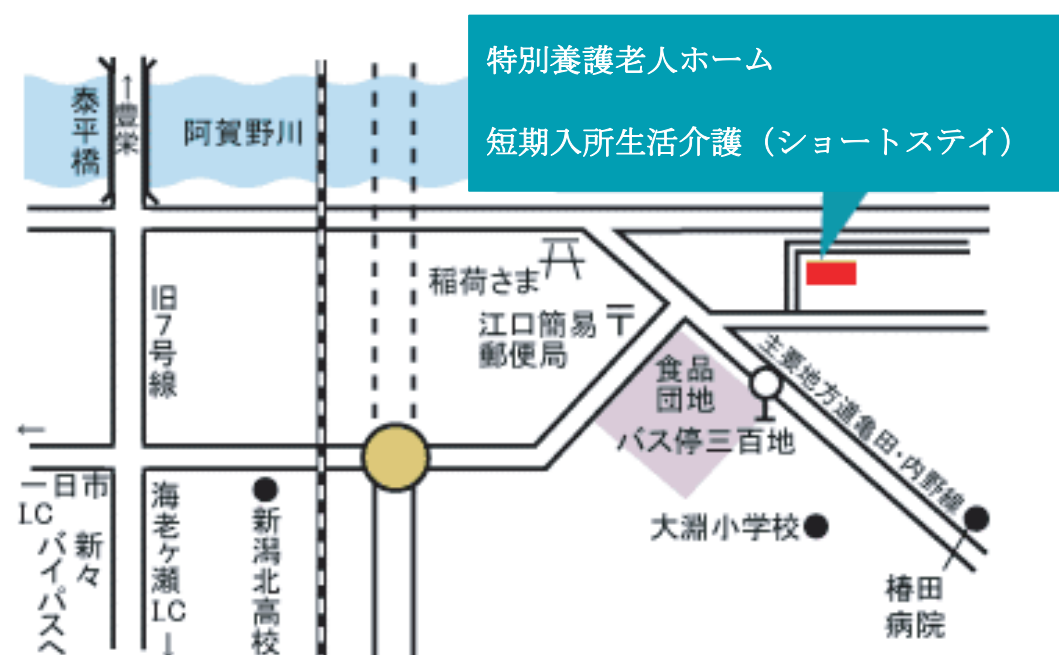 特別養護老人ホーム
短期入所生活介護（ショートステイ）
泰平橋
↑豊栄
阿賀野川
旧7号線
稲荷さま
江口簡易
郵便局
〒
食品
団地
バス停三百地
主要地方道亀田・内野線
←
一日市
I.C
新々
バイパスへ
海老ヶ瀬I.C↓
新潟北高校
大淵小学校
椿田
病院